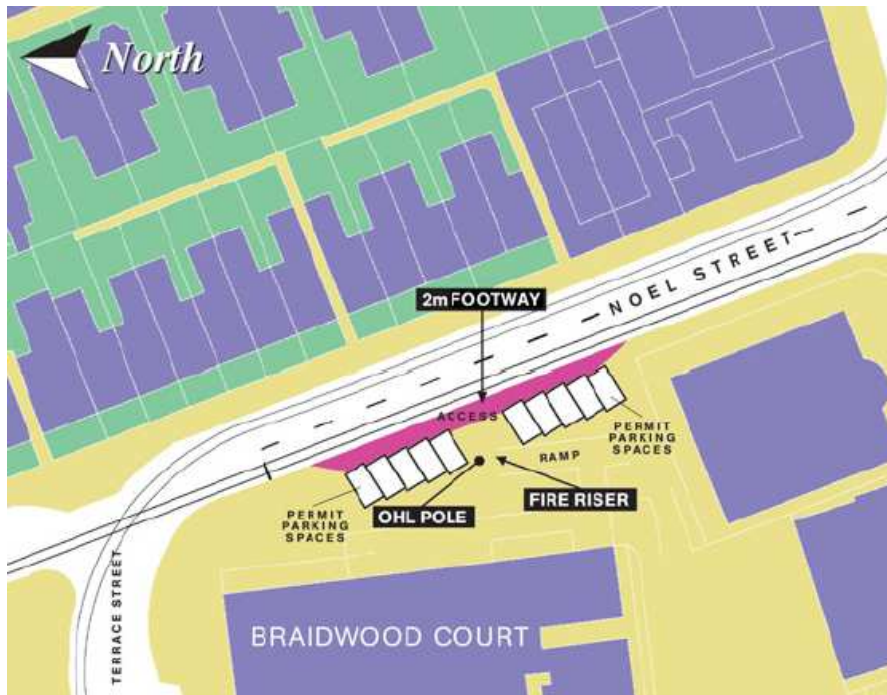 North
NOEL STREET
2m FOOTWAY
ACCESS
PERMIT
PARKING
SPACES
RAMP
FIRE RISER
OHL POLE
PERMIT
PARKING
SPACES
TERRACE STREET
BRAIDWOOD COURT